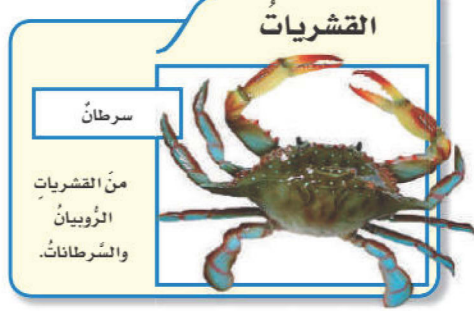 القشرياتُ
سرطانٌ
منَ القشرياتِ
الرُوبيانُ
والسَّرطاناتُ.